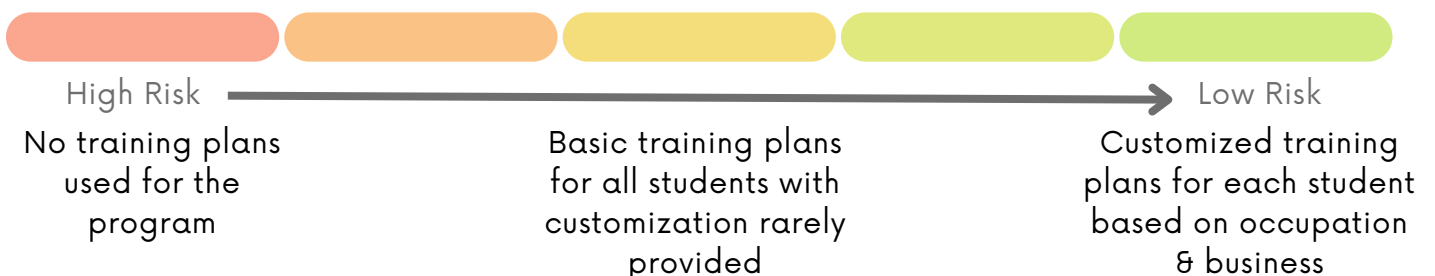 High Risk
Low Risk
No training plans
used for the
program
Basic training plans
for all students with
customization rarely
provided
Customized training
plans for each student
based on occupation
& business